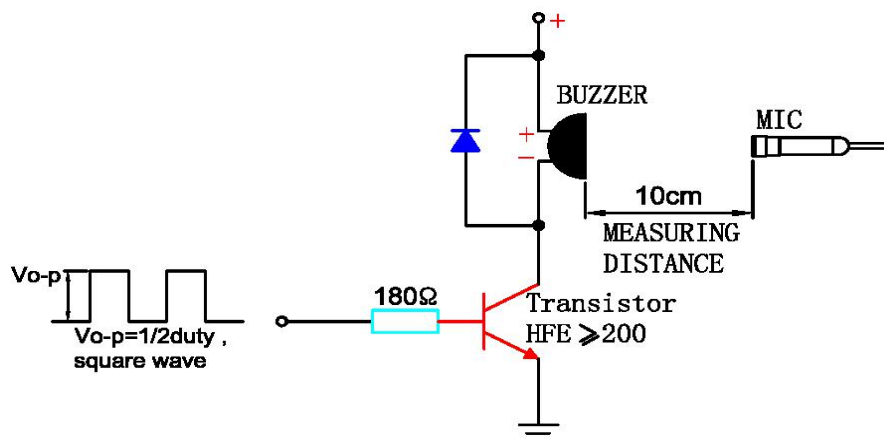 +
BUZZER
+
−
MIC
10cm
MEASURING
DISTANCE
Vo-p
180Ω
Transistor
HFE ⩾200
Vo-p=1/2duty ,
square wave